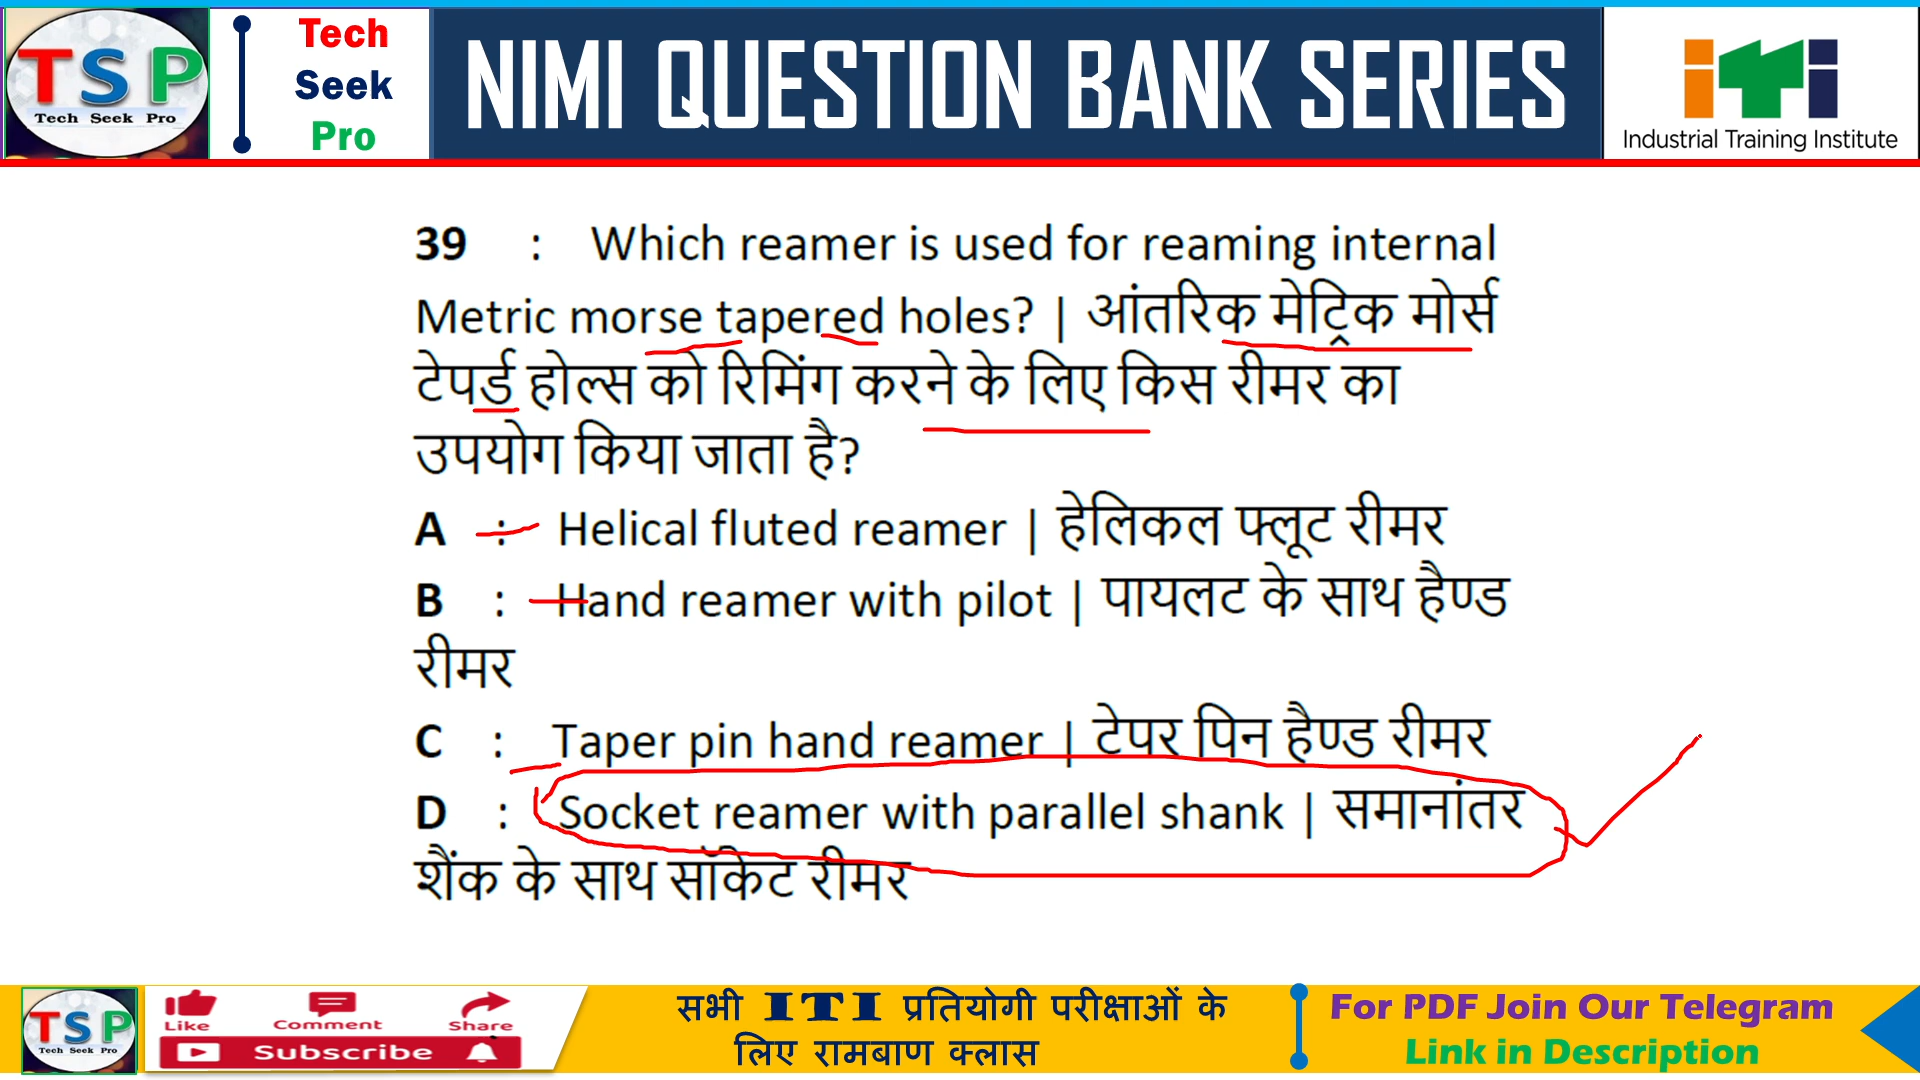 TSP
Tech Seek Pro
Tech
Seek
Pro
NIMI QUESTION BANK SERIES
iTi
Industrial Training Institute
39 : Which reamer is used for reaming internal
Metric morse tapered holes? | आंतरिक मेट्रिक मोर्स
टेपर्ड होल्स को रिमिंग करने के लिए किस रीमर का
उपयोग किया जाता है?
A : Helical fluted reamer | हेलिकल फ्लूट रीमर
B : Hand reamer with pilot | पायलट के साथ हैण्ड
रीमर
C : Taper pin hand reamer | टेपर पिन हैण्ड रीमर
D : Socket reamer with parallel shank | समानांतर
शैंक के साथ सॉकेट रीमर
TSP
Tech Seek Pro
Like Comment Share
Subscribe
सभी ITI प्रतियोगी परीक्षाओं के
लिए रामबाण क्लास
For PDF Join Our Telegram
Link in Description